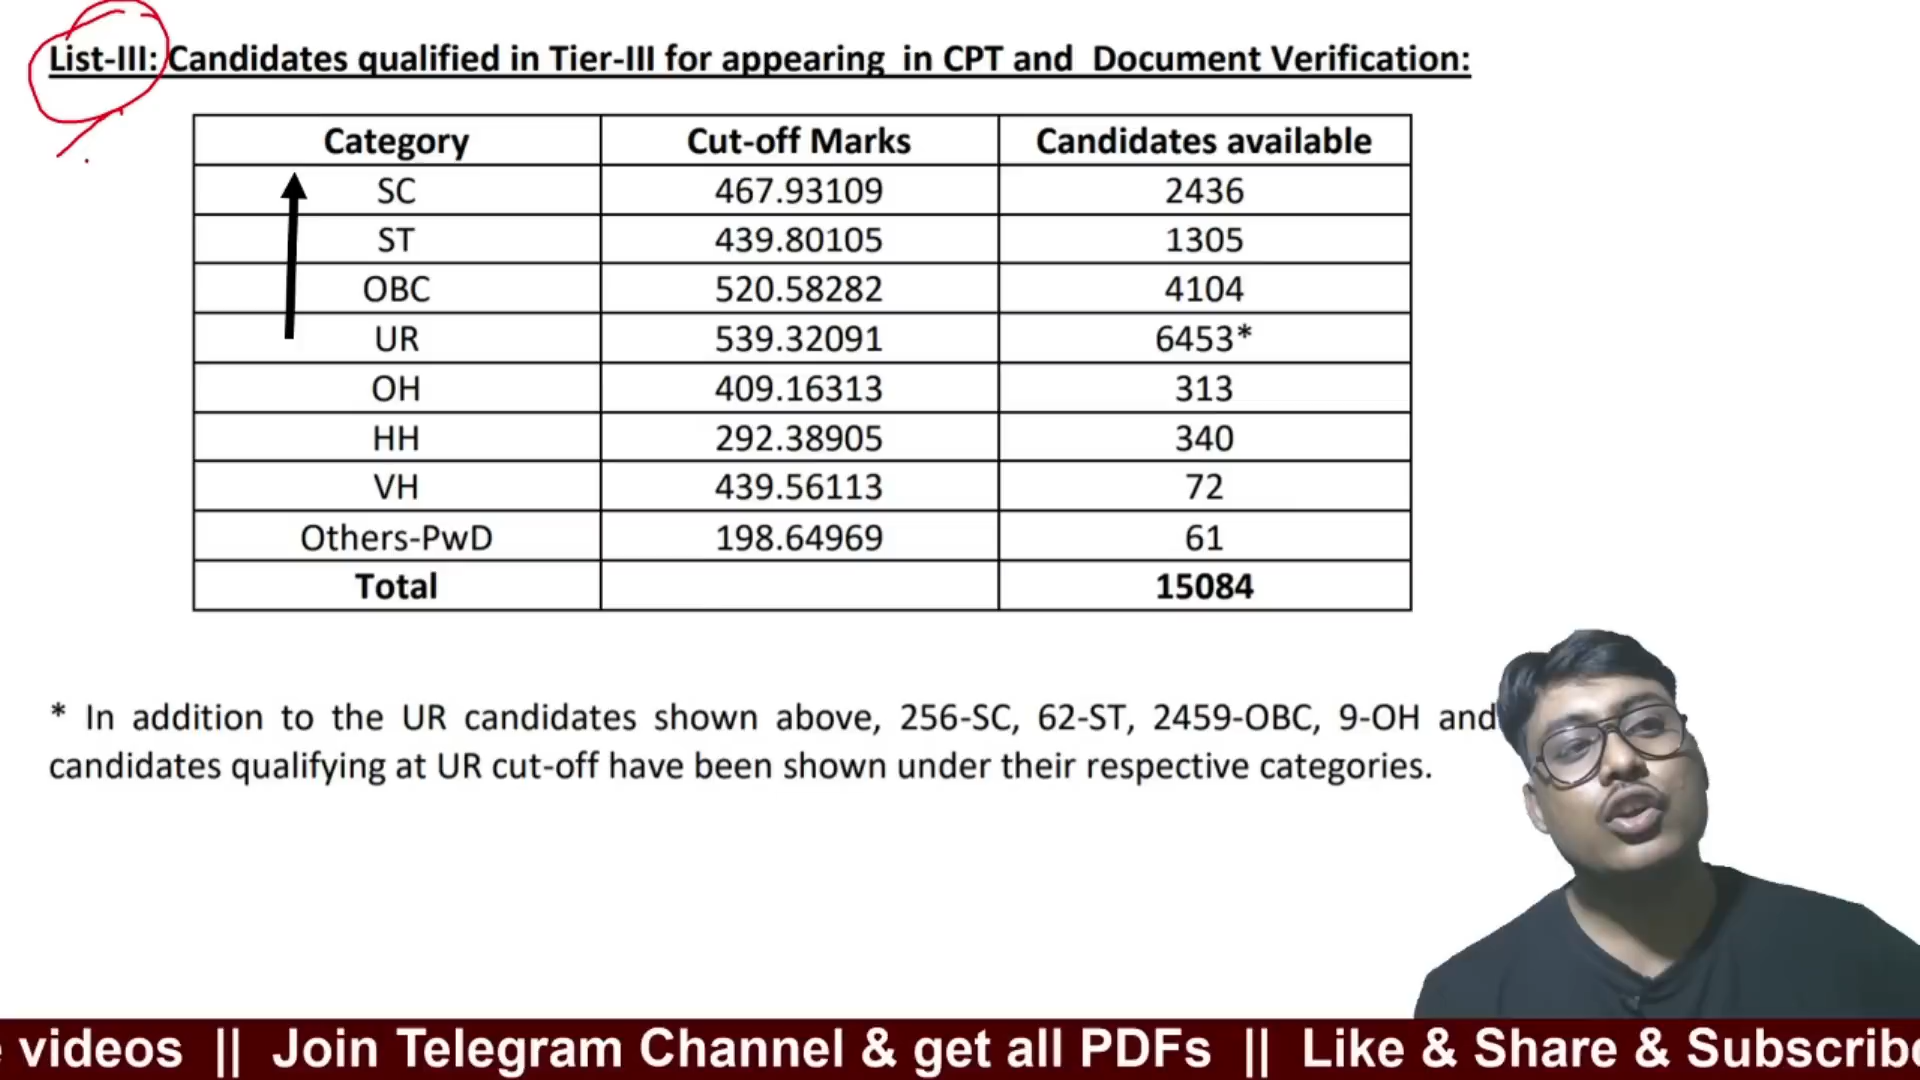 List-III: Candidates qualified in Tier-III for appearing in CPT and Document Verification:
Category Cut-off Marks Candidates available
SC 467.93109 2436
ST 439.80105 1305
OBC 520.58282 4104
UR 539.32091 6453*
OH 409.16313 313
HH 292.38905 340
VH 439.56113 72
Others-PwD 198.64969 61
Total 15084
* In addition to the UR candidates shown above, 256-SC, 62-ST, 2459-OBC, 9-OH and
candidates qualifying at UR cut-off have been shown under their respective categories.
videos || Join Telegram Channel & get all PDFs || Like & Share & Subscribe